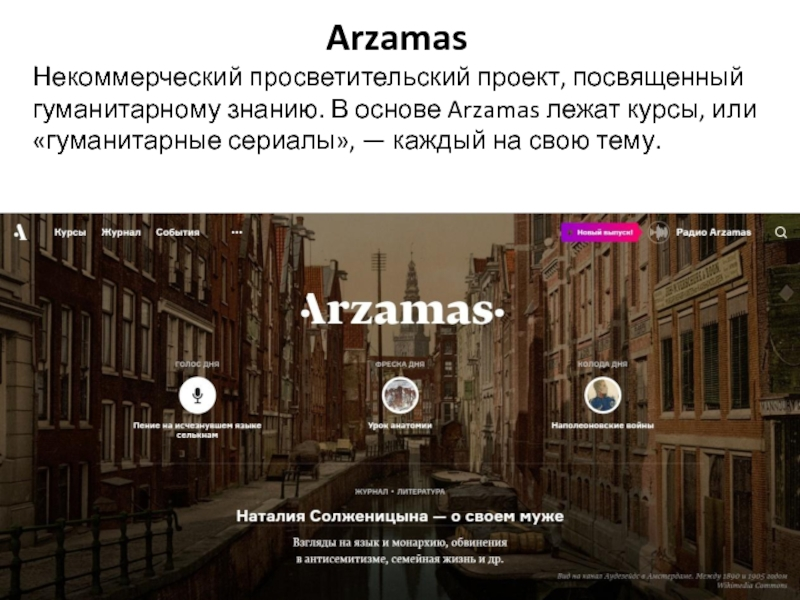 Arzamas
Некоммерческий просветительский проект, посвященный
гуманитарному знанию. В основе Arzamas лежат курсы, или
«гуманитарные сериалы», — каждый на свою тему.
Курсы Журнал События ••• Новый выпуск! Радио Arzamas
Arzamas
ГОЛОС ДНЯ ФРЕСКА ДНЯ КОЛОДА ДНЯ
Пение на исчезнувшем языке Урок анатомии Наполеоновские войны
селькнам
ЖУРНАЛ • ЛИТЕРАТУРА
Наталия Солженицына — о своем муже
Взгляды на язык и монархию, обвинения
в антисемитизме, семейная жизнь и др.
Вид на канал Аудезейдс в Амстердаме. Между 1890 и 1905 годом
Wikimedia Commons